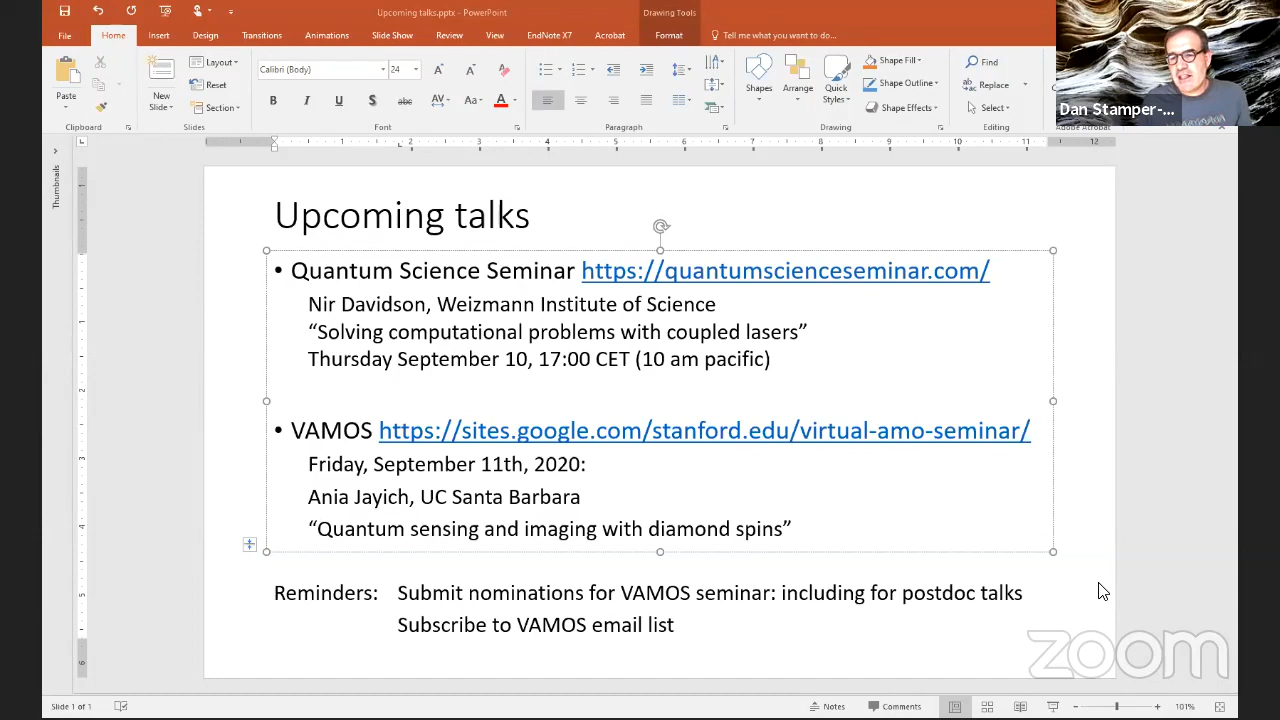 Upcoming talks.pptx - PowerPoint
Drawing Tools
File Home Insert Design Transitions Animations Slide Show Review View EndNote X7 Acrobat Format Tell me what you want to do...
Paste
Clipboard
New Slide
Layout
Reset
Section
Slides
Calibri (Body) 24
B I U S abc AV Aa A
Font
Paragraph
Shapes
Arrange
Quick Styles
Shape Fill
Shape Outline
Shape Effects
Drawing
Find
Replace
Select
Editing
Adobe Acrobat
Dan Stamper-...
Thumbnails
Upcoming talks
• Quantum Science Seminar https://quantumscienceseminar.com/
Nir Davidson, Weizmann Institute of Science
“Solving computational problems with coupled lasers”
Thursday September 10, 17:00 CET (10 am pacific)
• VAMOS https://sites.google.com/stanford.edu/virtual-amo-seminar/
Friday, September 11th, 2020:
Ania Jayich, UC Santa Barbara
“Quantum sensing and imaging with diamond spins”
Reminders: Submit nominations for VAMOS seminar: including for postdoc talks
Subscribe to VAMOS email list
zoom
Slide 1 of 1
Notes
Comments
101%